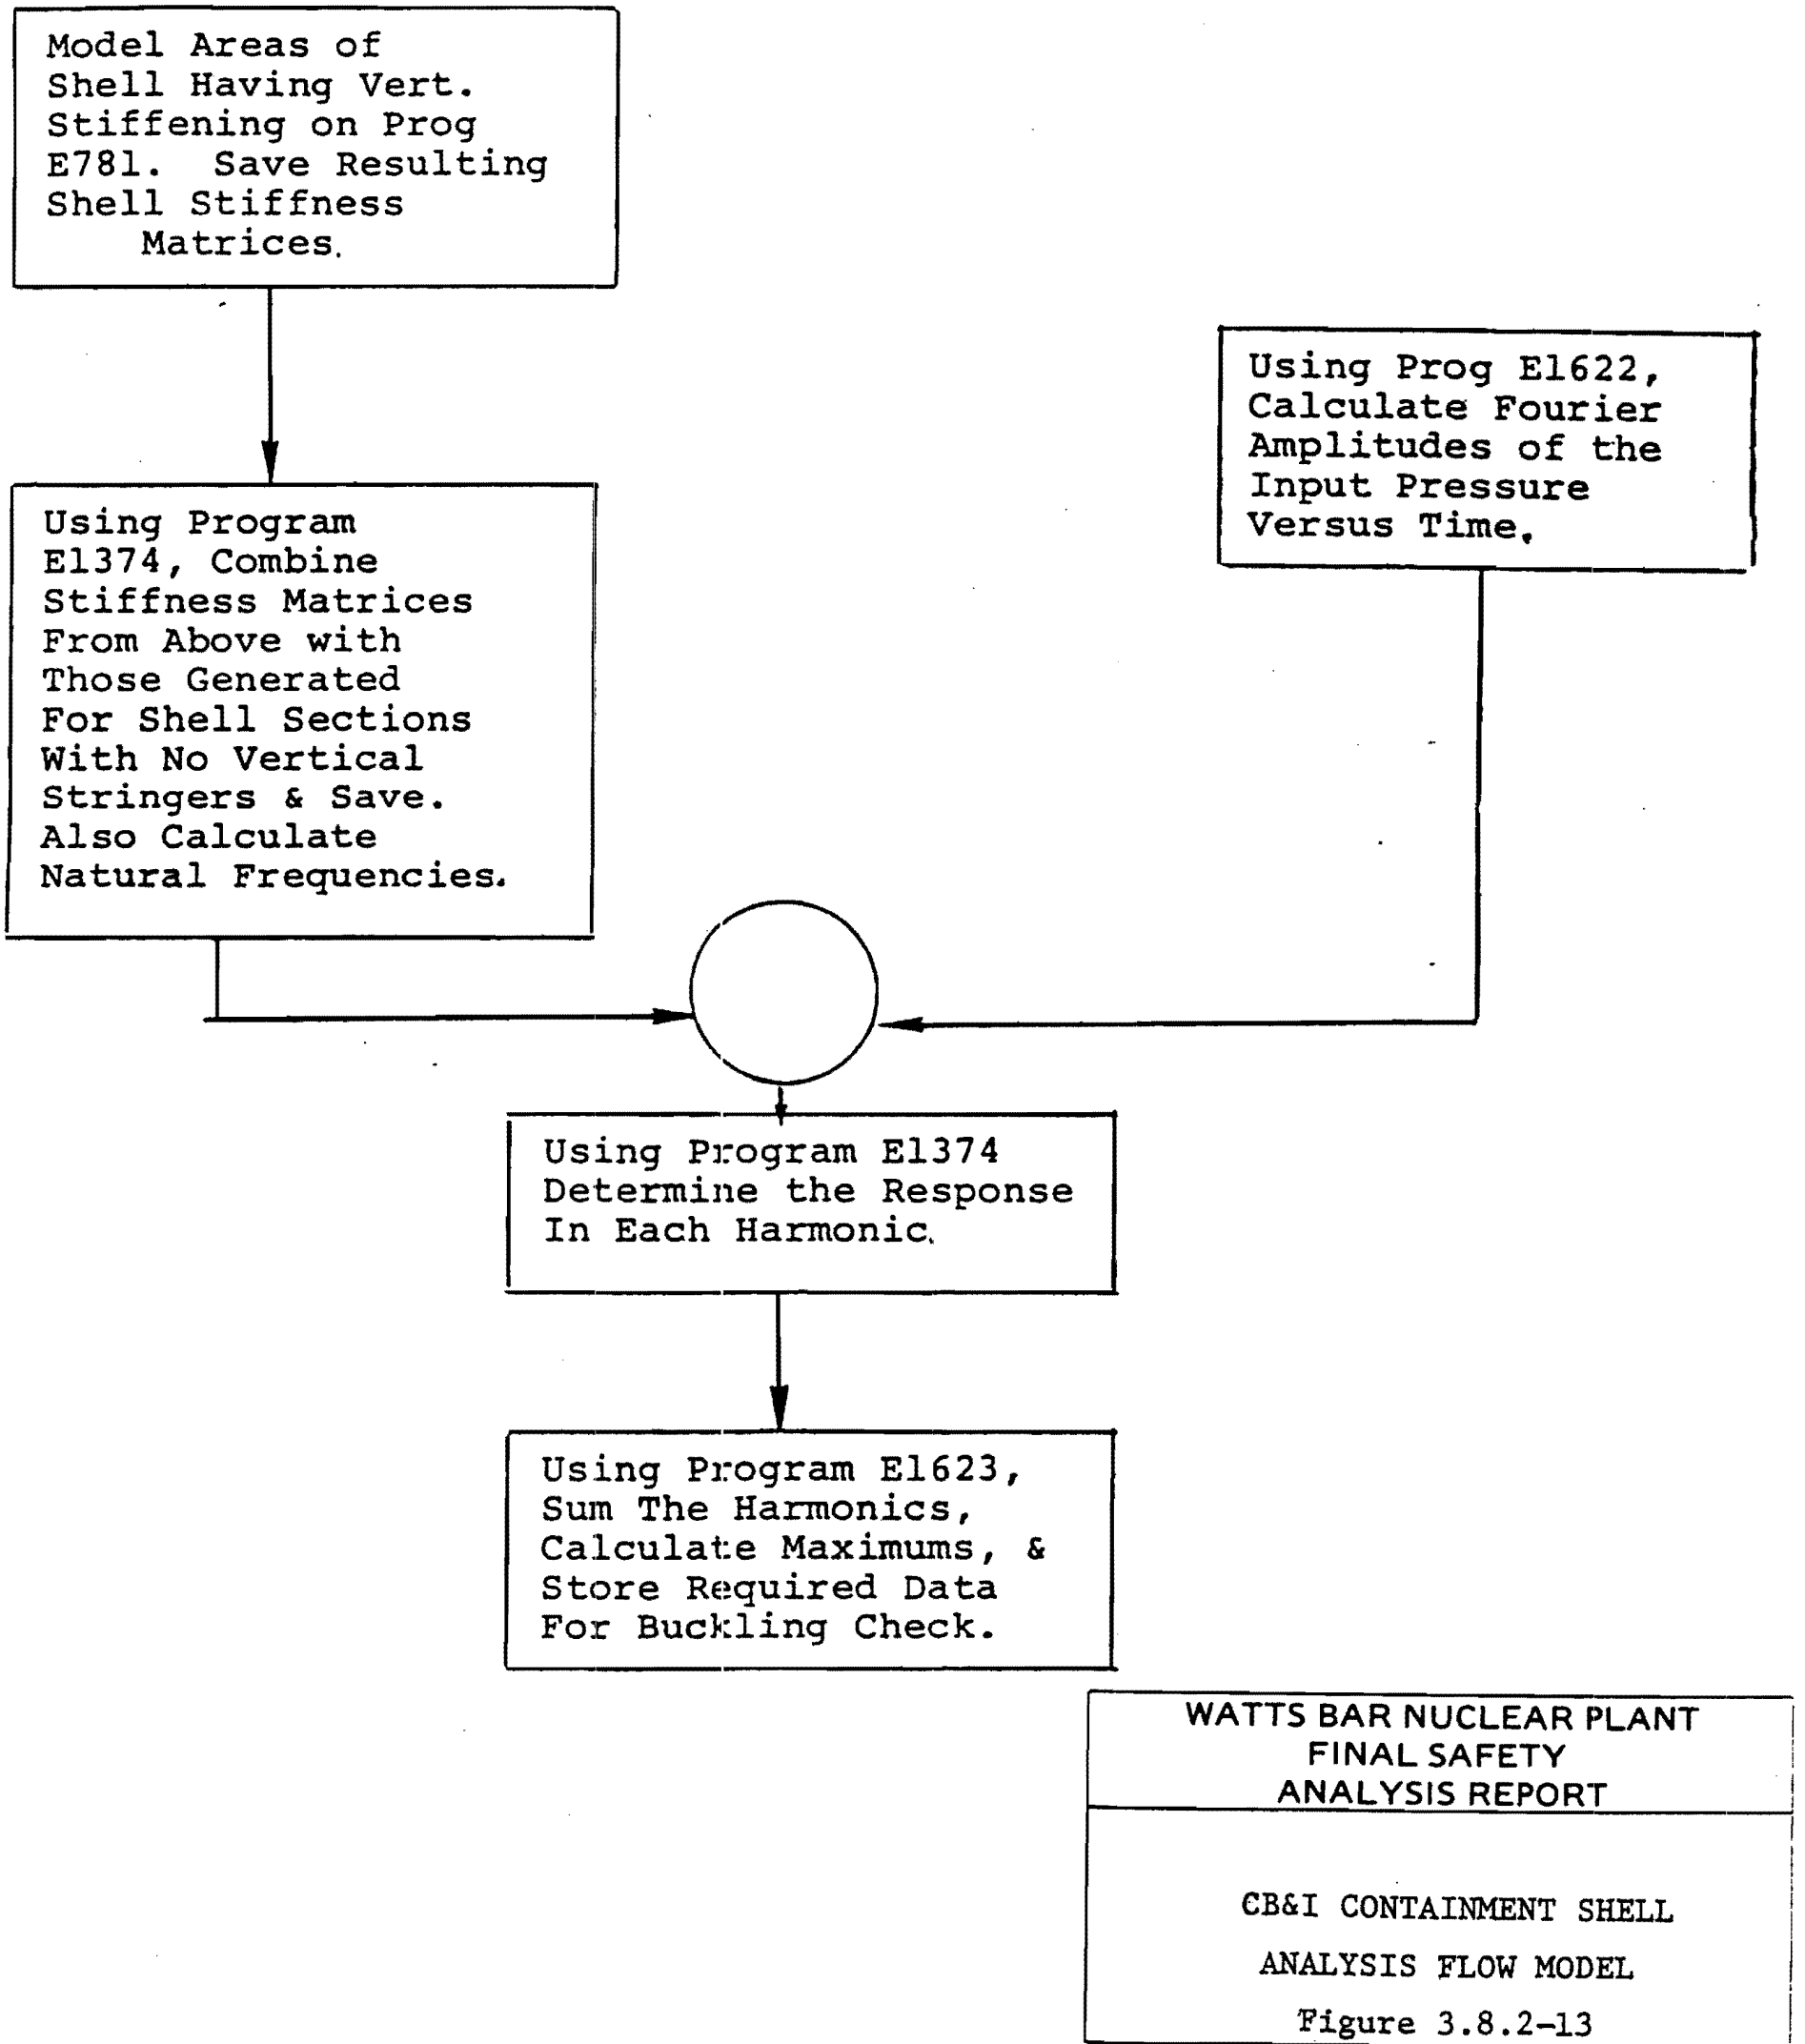 Model Areas of
Shell Having Vert.
Stiffening on Prog
E781. Save Resulting
Shell Stiffness
Matrices.
Using Prog E1622,
Calculate Fourier
Amplitudes of the
Input Pressure
Versus Time.
Using Program
E1374, Combine
Stiffness Matrices
From Above with
Those Generated
For Shell Sections
With No Vertical
Stringers & Save.
Also Calculate
Natural Frequencies.
Using Program E1374
Determine the Response
In Each Harmonic.
Using Program E1623,
Sum The Harmonics,
Calculate Maximums, &
Store Required Data
For Buckling Check.
WATTS BAR NUCLEAR PLANT
FINAL SAFETY
ANALYSIS REPORT
CB&I CONTAINMENT SHELL
ANALYSIS FLOW MODEL
Figure 3.8.2-13